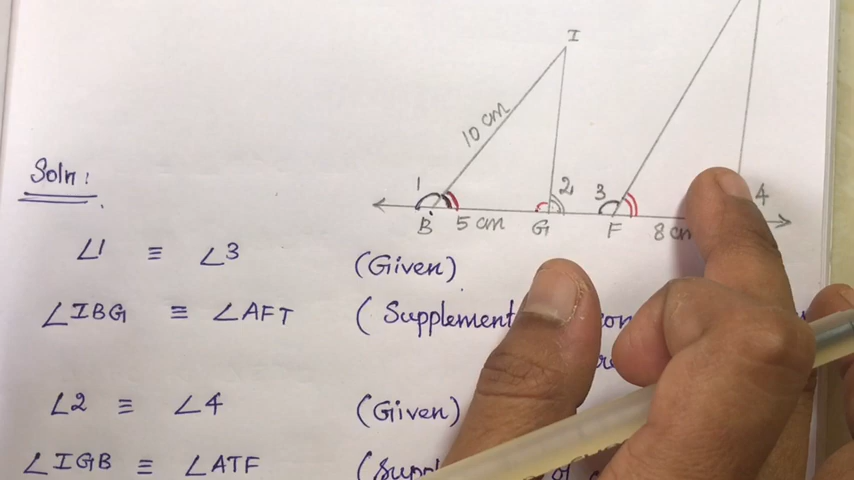 I
10 cm
Soln:
1 2 3 4
B 5 cm G F 8 cm
∠1 ≡ ∠3 (Given)
∠IBG ≡ ∠AFT (
∠2 ≡ ∠4 (Given)
∠IGB ≡ ∠ATF ( of